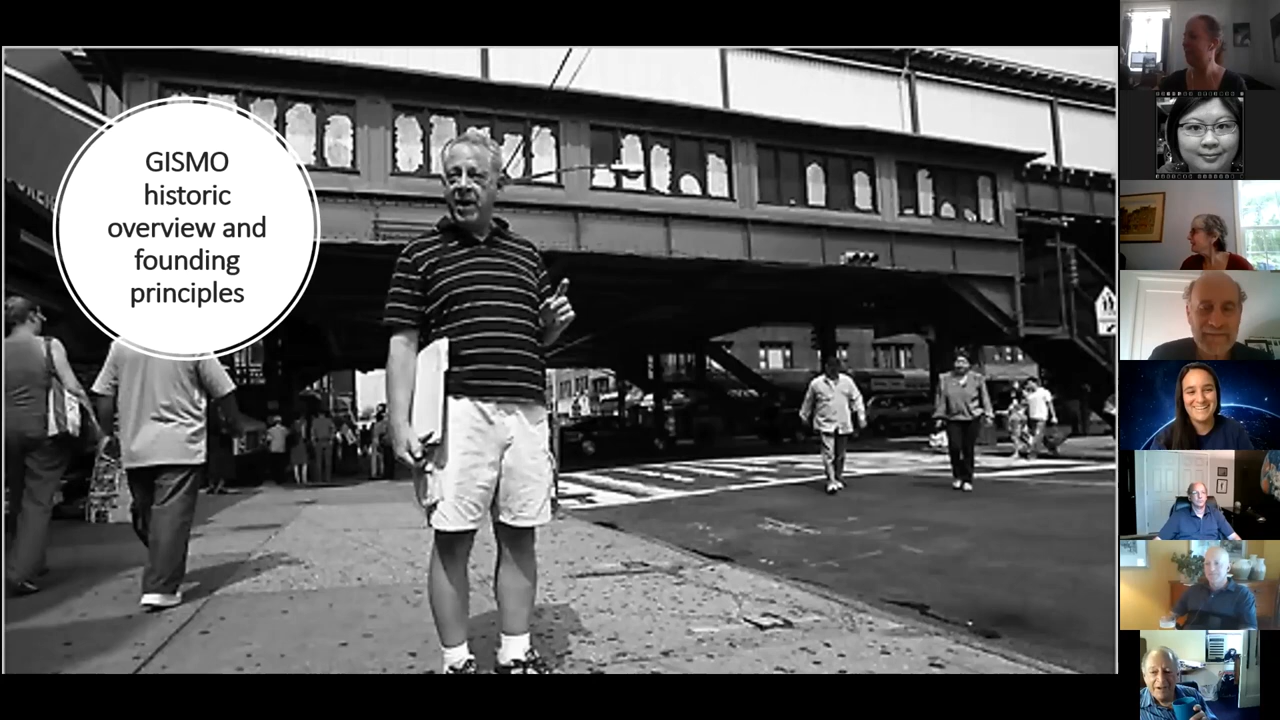 GISMO
historic
overview and
founding
principles